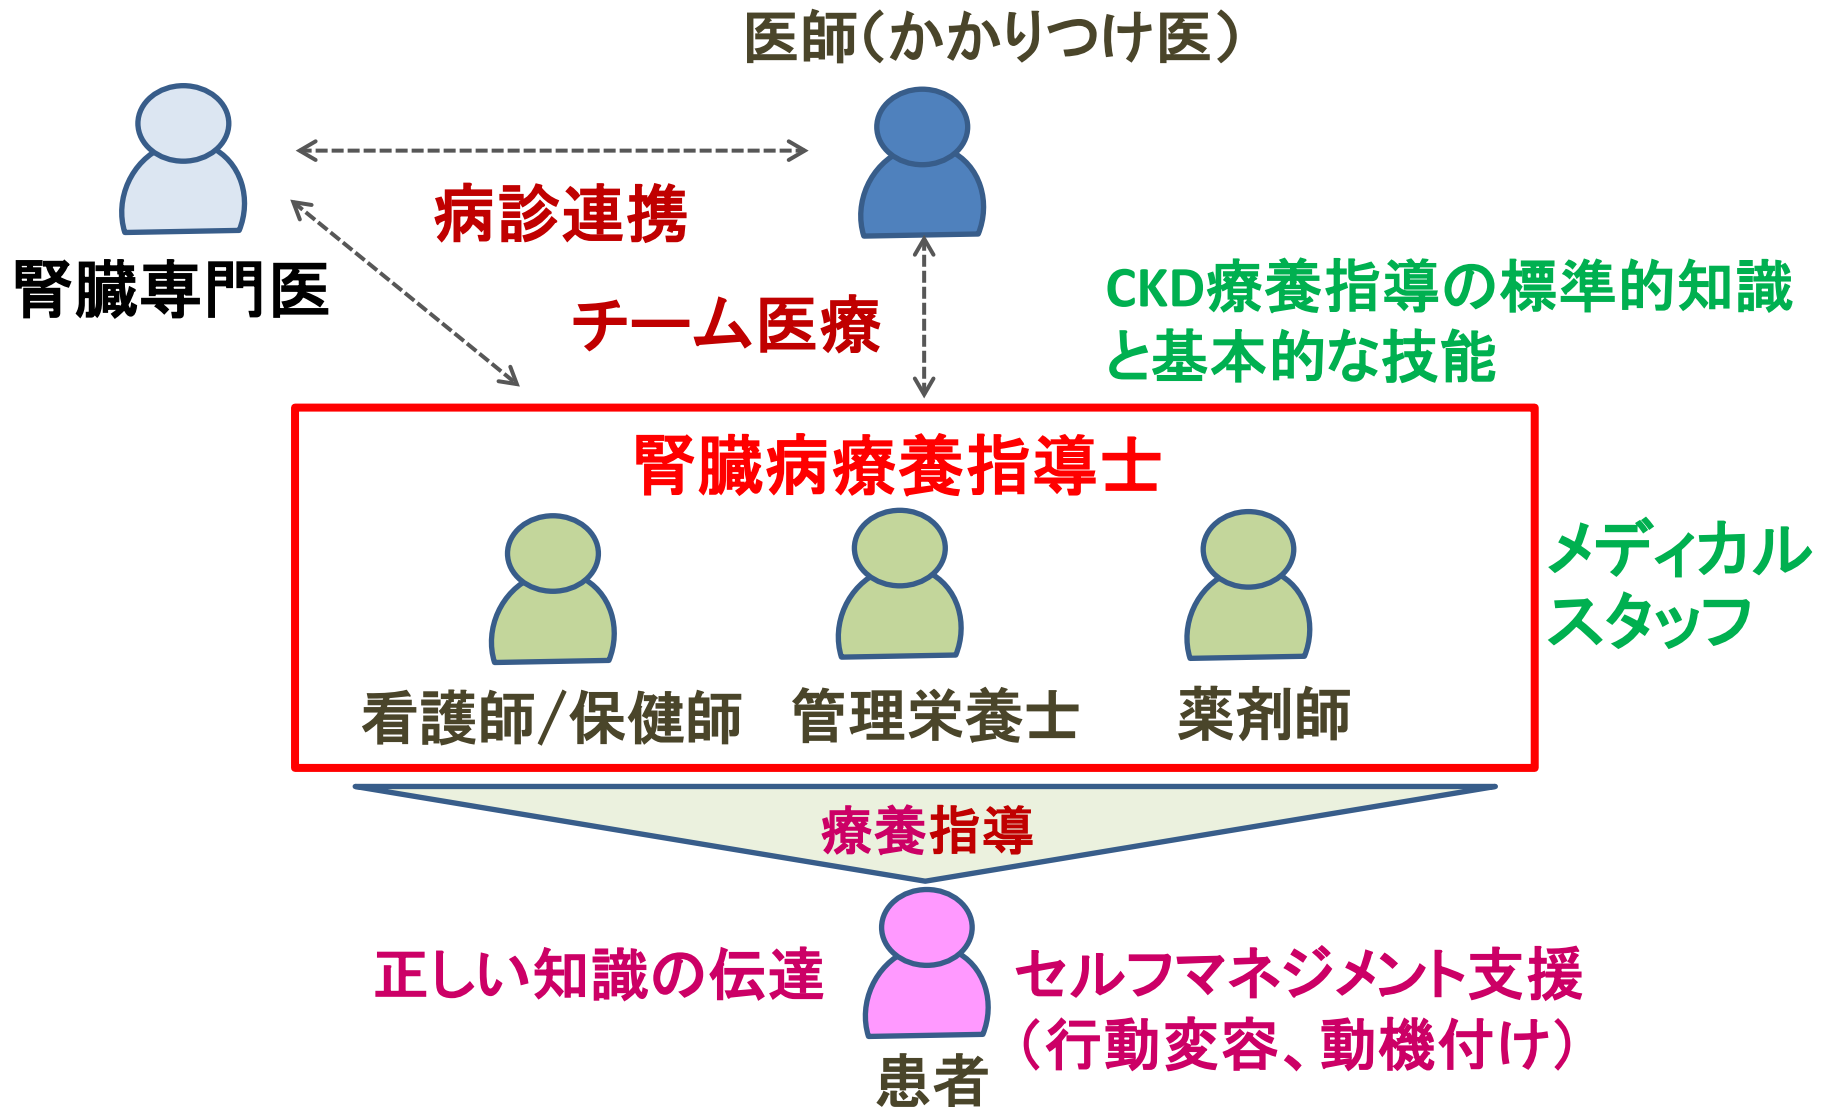 医師（かかりつけ医）
病診連携
腎臓専門医
チーム医療
CKD療養指導の標準的知識
と基本的な技能
腎臓病療養指導士
メディカル
スタッフ
看護師/保健師
管理栄養士
薬剤師
療養指導
正しい知識の伝達
セルフマネジメント支援
（行動変容、動機付け）
患者